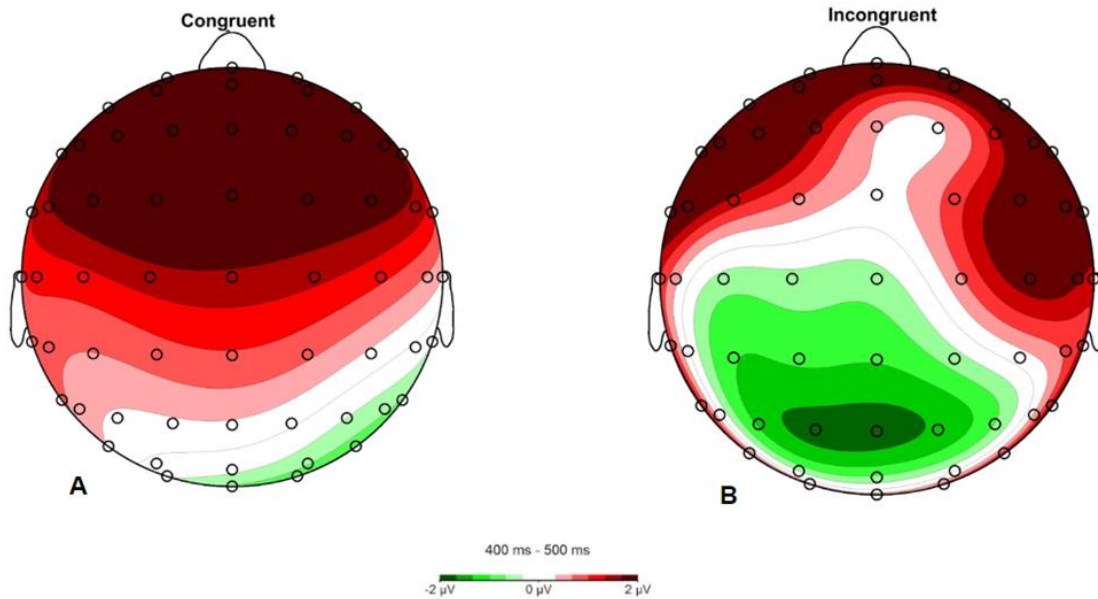 Congruent
Incongruent
A
B
400 ms - 500 ms
-2 µV 0 µV 2 µV